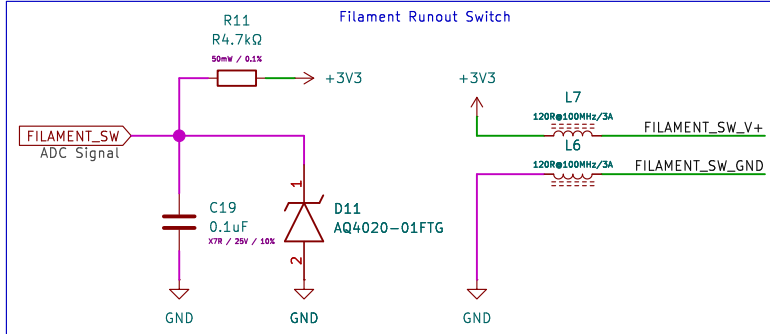 Filament Runout Switch
R11
R4.7kΩ
50mW / 0.1%
+3V3
+3V3
L7
120R@100MHz/3A
FILAMENT_SW_V+
FILAMENT_SW
ADC Signal
L6
120R@100MHz/3A
FILAMENT_SW_GND
1
C19
0.1uF
X7R / 25V / 10%
D11
AQ4020-01FTG
2
GND
GND
GND